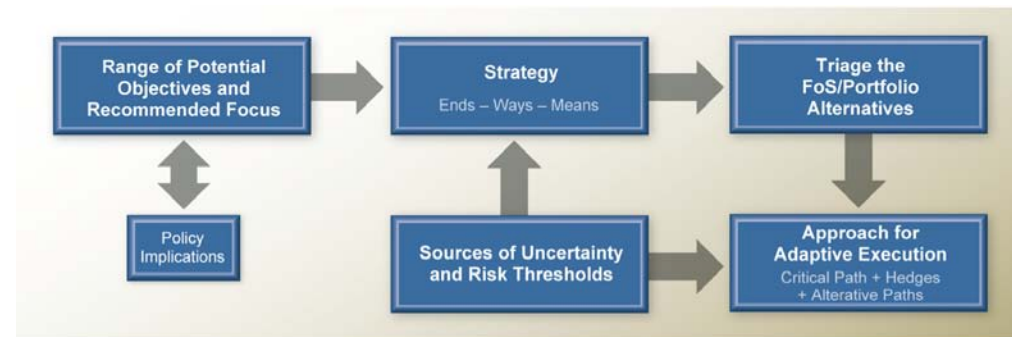 Range of Potential
Objectives and
Recommended Focus
Strategy
Ends – Ways – Means
Triage the
FoS/Portfolio
Alternatives
Policy
Implications
Sources of Uncertainty
and Risk Thresholds
Approach for
Adaptive Execution
Critical Path + Hedges
+ Alterative Paths